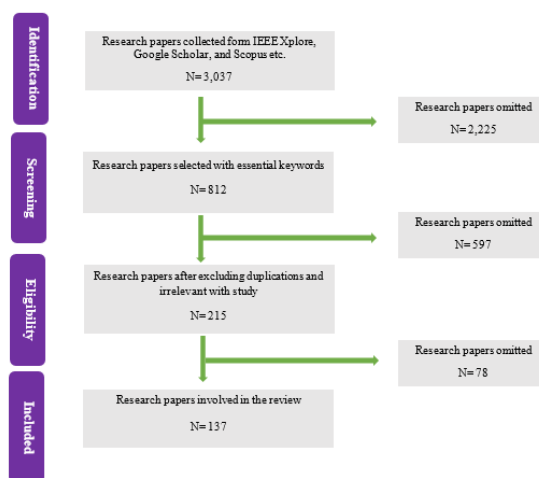 Identification
Research papers collected form IEEE Xplore,
Google Scholar, and Scopus etc.
N=3,037
Research papers omitted
N=2,225
Screening
Research papers selected with essential keywords
N=812
Research papers omitted
N=597
Eligibility
Research papers after excluding duplications and
irrelevant with study
N=215
Research papers omitted
N=78
Included
Research papers involved in the review
N=137